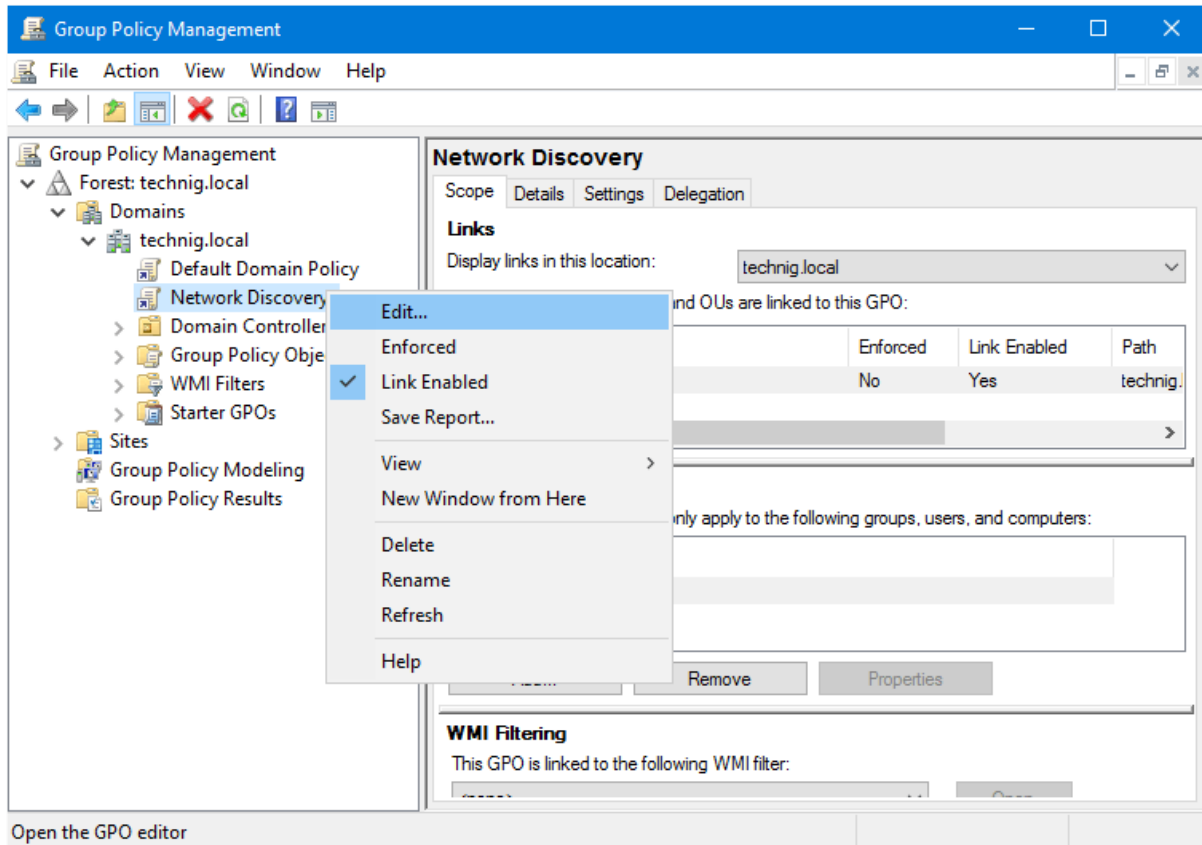 Group Policy Management
File Action View Window Help
Group Policy Management
Forest: technig.local
Domains
technig.local
Default Domain Policy
Network Discovery
Domain Controller
Group Policy Obje
WMI Filters
Starter GPOs
Sites
Group Policy Modeling
Group Policy Results
Edit...
Enforced
Link Enabled
Save Report...
View
New Window from Here
Delete
Rename
Refresh
Help
Network Discovery
Scope Details Settings Delegation
Links
Display links in this location: technig.local
and OUs are linked to this GPO:
Enforced Link Enabled Path
No Yes technig.
only apply to the following groups, users, and computers:
Remove Properties
WMI Filtering
This GPO is linked to the following WMI filter:
Open the GPO editor